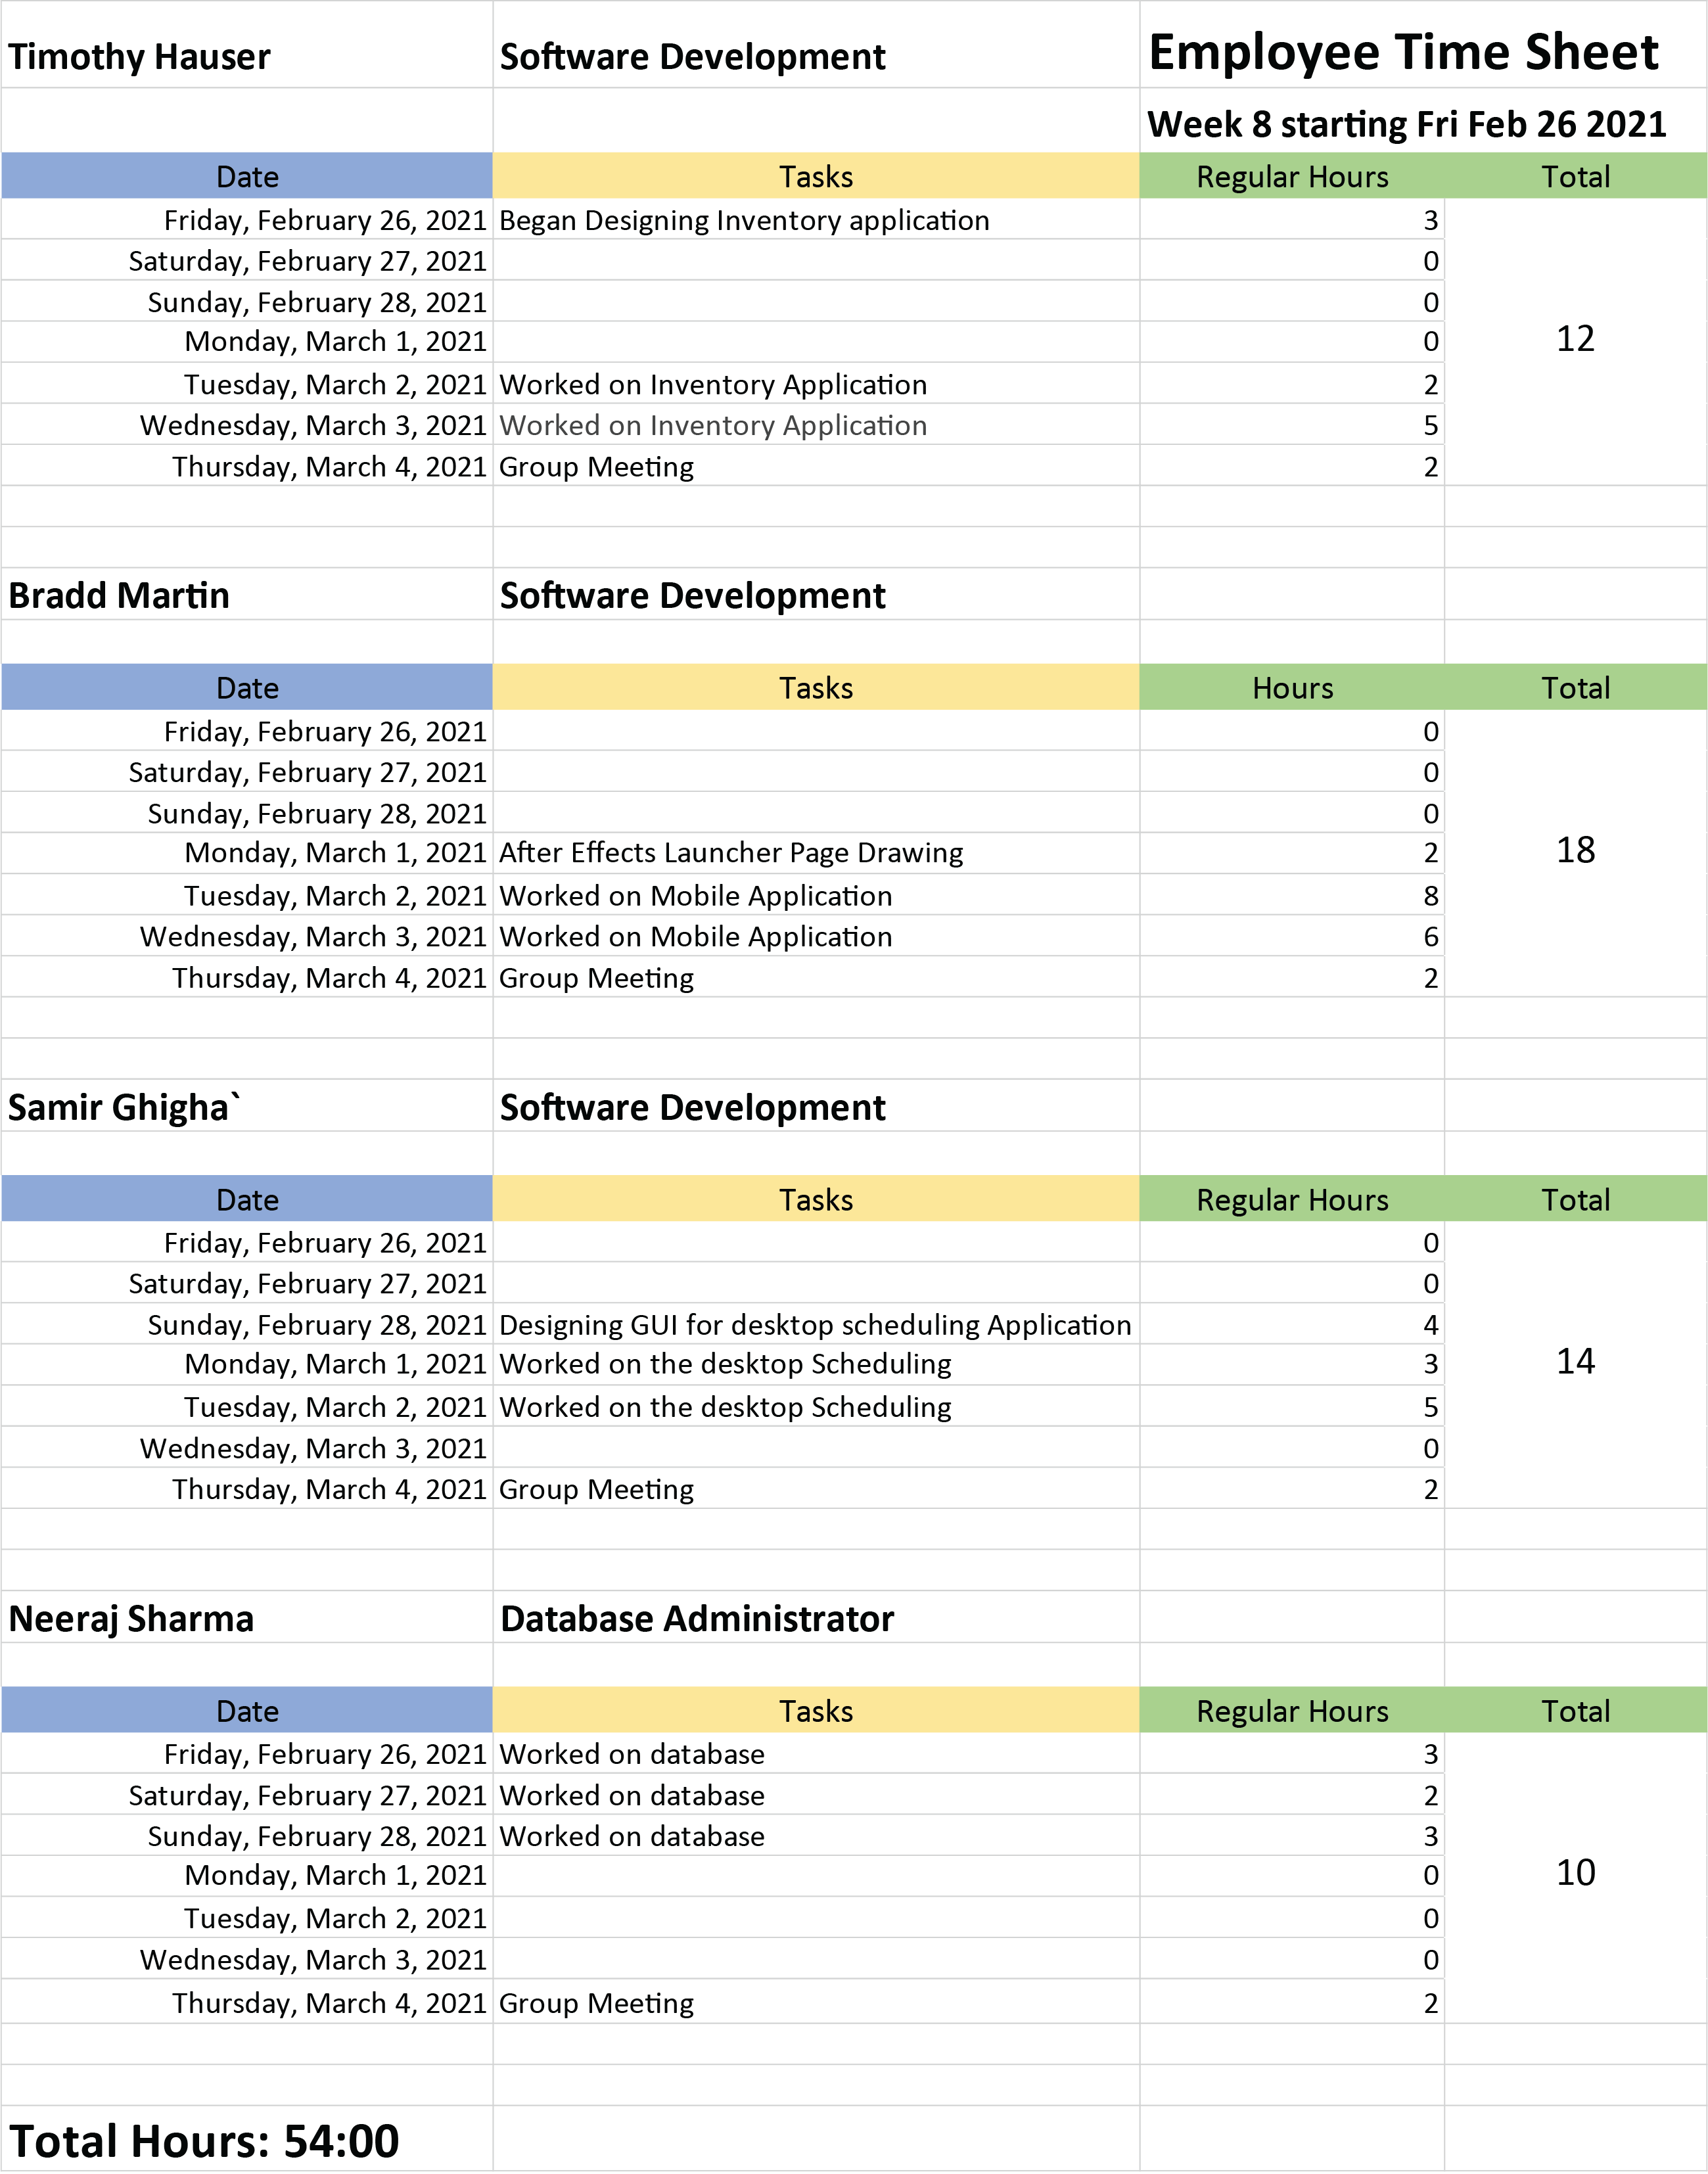 Timothy Hauser Software Development Employee Time Sheet
Week 8 starting Fri Feb 26 2021
Date Tasks Regular Hours Total
Friday, February 26, 2021 Began Designing Inventory application 3
Saturday, February 27, 2021 0
Sunday, February 28, 2021 0
Monday, March 1, 2021 0 12
Tuesday, March 2, 2021 Worked on Inventory Application 2
Wednesday, March 3, 2021 Worked on Inventory Application 5
Thursday, March 4, 2021 Group Meeting 2
Bradd Martin Software Development
Date Tasks Hours Total
Friday, February 26, 2021 0
Saturday, February 27, 2021 0
Sunday, February 28, 2021 0
Monday, March 1, 2021 After Effects Launcher Page Drawing 2 18
Tuesday, March 2, 2021 Worked on Mobile Application 8
Wednesday, March 3, 2021 Worked on Mobile Application 6
Thursday, March 4, 2021 Group Meeting 2
Samir Ghigha` Software Development
Date Tasks Regular Hours Total
Friday, February 26, 2021 0
Saturday, February 27, 2021 0
Sunday, February 28, 2021 Designing GUI for desktop scheduling Application 4
Monday, March 1, 2021 Worked on the desktop Scheduling 3 14
Tuesday, March 2, 2021 Worked on the desktop Scheduling 5
Wednesday, March 3, 2021 0
Thursday, March 4, 2021 Group Meeting 2
Neeraj Sharma Database Administrator
Date Tasks Regular Hours Total
Friday, February 26, 2021 Worked on database 3
Saturday, February 27, 2021 Worked on database 2
Sunday, February 28, 2021 Worked on database 3
Monday, March 1, 2021 0 10
Tuesday, March 2, 2021 0
Wednesday, March 3, 2021 0
Thursday, March 4, 2021 Group Meeting 2
Total Hours: 54:00